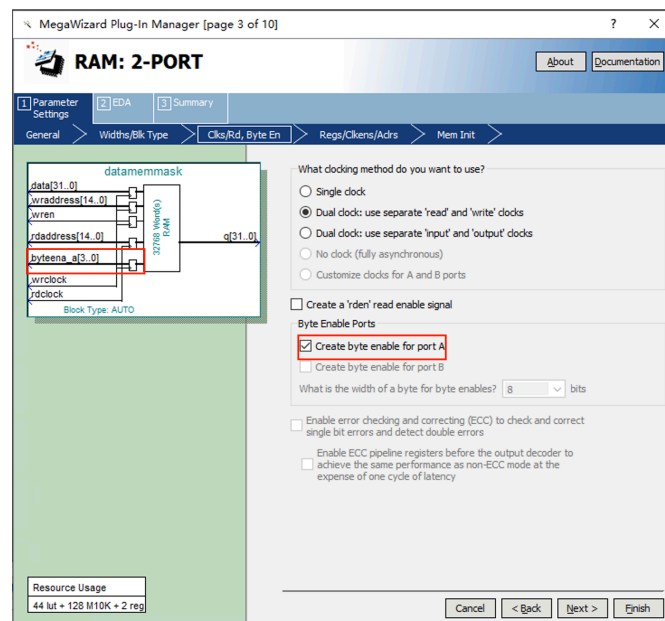 MegaWizard Plug-In Manager [page 3 of 10]
? ×
RAM: 2-PORT
About Documentation
1 Parameter Settings 2 EDA 3 Summary
General Widths/Blk Type Clks/Rd, Byte En Regs/Clkens/Adrs Mem Init
datamemmask
data[31..0]
wraddress[14..0]
wren
rdaddress[14..0]
byteena_a[3..0]
wrclock
rdclock
32768 Word(s)
RAM
q[31..0]
Block Type: AUTO
What clocking method do you want to use?
Single clock
Dual clock: use separate 'read' and 'write' clocks
Dual clock: use separate 'input' and 'output' clocks
No clock (fully asynchronous)
Customize clocks for A and B ports
Create a 'rden' read enable signal
Byte Enable Ports
Create byte enable for port A
Create byte enable for port B
What is the width of a byte for byte enables? 8 bits
Enable error checking and correcting (ECC) to check and correct
single bit errors and detect double errors
Enable ECC pipeline registers before the output decoder to
achieve the same performance as non-ECC mode at the
expense of one cycle of latency
Resource Usage
44 lut + 128 M10K + 2 reg
Cancel < Back Next > Finish